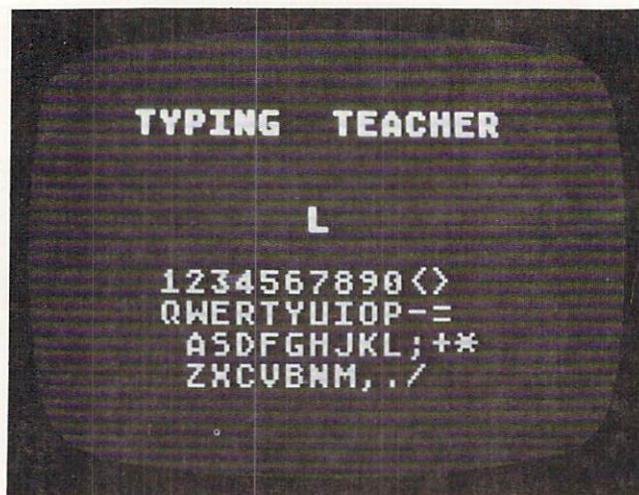 TYPING TEACHER
L
1234567890<>
QWERTYUIOP-=
ASDFGHJKL;+*
ZXCVBNM,./